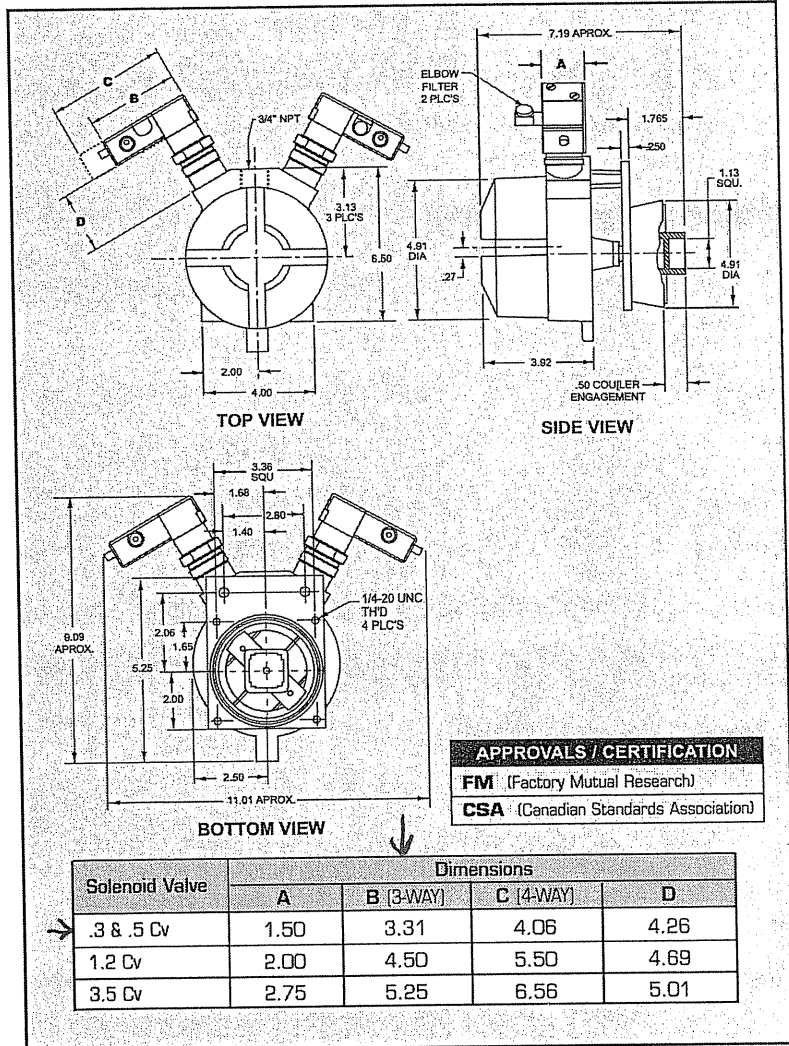 C
B
D
3/4" NPT
3.13
3 PLC'S
6.50
2.00
4.00
TOP VIEW
7.19 APROX.
A
ELBOW
FILTER
2 PLC'S
1.765
.250
1.13
SQU.
4.91
DIA
.27
4.91
DIA
3.92
.50 COUPLER
ENGAGEMENT
SIDE VIEW
3.36
SQU
1.68
2.80
1.40
1/4-20 UNC
TH'D
4 PLC'S
9.09
APROX.
5.25
2.06
1.65
2.00
2.50
11.01 APROX.
BOTTOM VIEW
APPROVALS / CERTIFICATION
FM (Factory Mutual Research)
CSA (Canadian Standards Association)
Solenoid Valve Dimensions
A B (3-WAY) C (4-WAY) D
.3 & .5 Cv 1.50 3.31 4.06 4.26
1.2 Cv 2.00 4.50 5.50 4.69
3.5 Cv 2.75 5.25 6.56 5.01